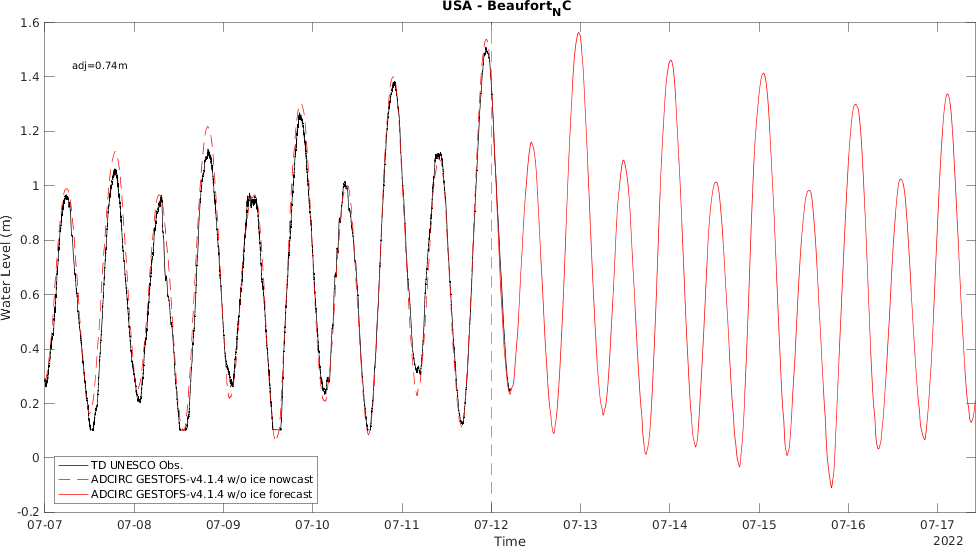 USA - Beaufort_NC
1.6
1.4
1.2
1
0.8
0.6
0.4
0.2
0
-0.2
Water Level (m)
adj=0.74m
TD UNESCO Obs.
ADCIRC GESTOFS-v4.1.4 w/o ice nowcast
ADCIRC GESTOFS-v4.1.4 w/o ice forecast
07-07 07-08 07-09 07-10 07-11 07-12 07-13 07-14 07-15 07-16 07-17
Time
2022